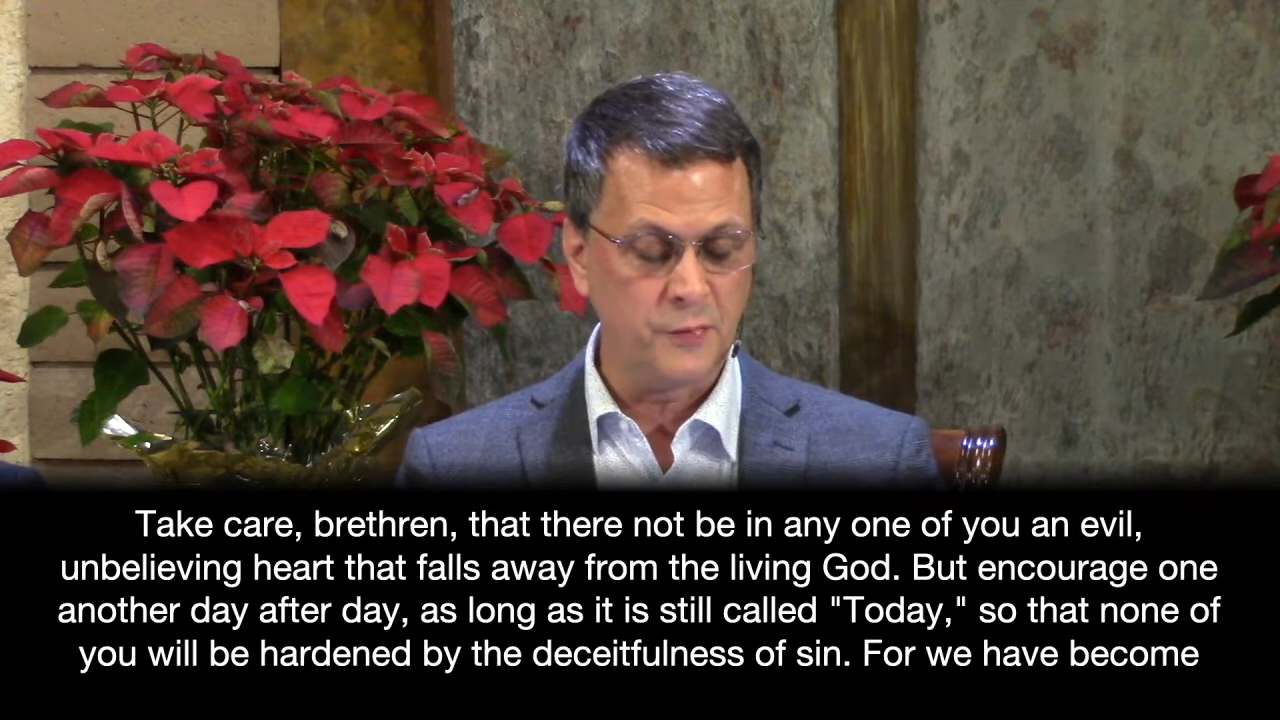 Take care, brethren, that there not be in any one of you an evil,
unbelieving heart that falls away from the living God. But encourage one
another day after day, as long as it is still called "Today," so that none of
you will be hardened by the deceitfulness of sin. For we have become